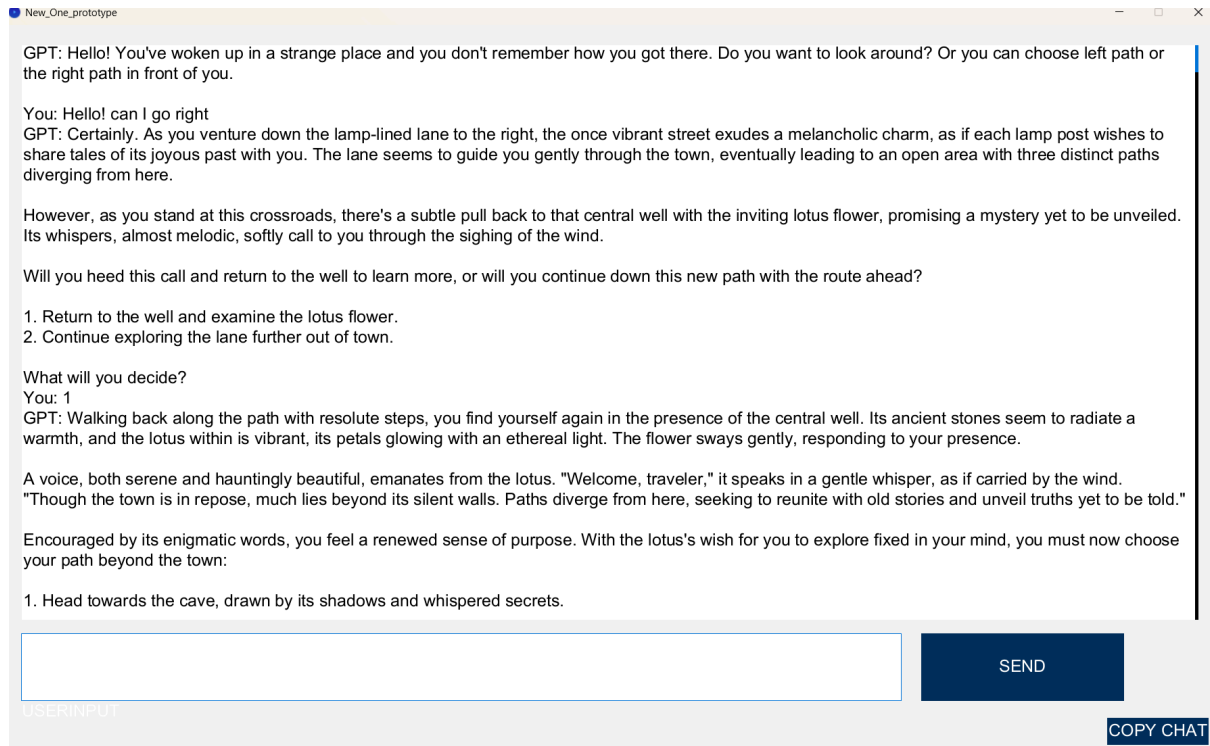 New_One_prototype
GPT: Hello! You've woken up in a strange place and you don't remember how you got there. Do you want to look around? Or you can choose left path or
the right path in front of you.
You: Hello! can I go right
GPT: Certainly. As you venture down the lamp-lined lane to the right, the once vibrant street exudes a melancholic charm, as if each lamp post wishes to
share tales of its joyous past with you. The lane seems to guide you gently through the town, eventually leading to an open area with three distinct paths
diverging from here.
However, as you stand at this crossroads, there's a subtle pull back to that central well with the inviting lotus flower, promising a mystery yet to be unveiled.
Its whispers, almost melodic, softly call to you through the sighing of the wind.
Will you heed this call and return to the well to learn more, or will you continue down this new path with the route ahead?
1. Return to the well and examine the lotus flower.
2. Continue exploring the lane further out of town.
What will you decide?
You: 1
GPT: Walking back along the path with resolute steps, you find yourself again in the presence of the central well. Its ancient stones seem to radiate a
warmth, and the lotus within is vibrant, its petals glowing with an ethereal light. The flower sways gently, responding to your presence.
A voice, both serene and hauntingly beautiful, emanates from the lotus. "Welcome, traveler," it speaks in a gentle whisper, as if carried by the wind.
"Though the town is in repose, much lies beyond its silent walls. Paths diverge from here, seeking to reunite with old stories and unveil truths yet to be told."
Encouraged by its enigmatic words, you feel a renewed sense of purpose. With the lotus's wish for you to explore fixed in your mind, you must now choose
your path beyond the town:
1. Head towards the cave, drawn by its shadows and whispered secrets.
SEND
USERINPUT
COPY CHAT